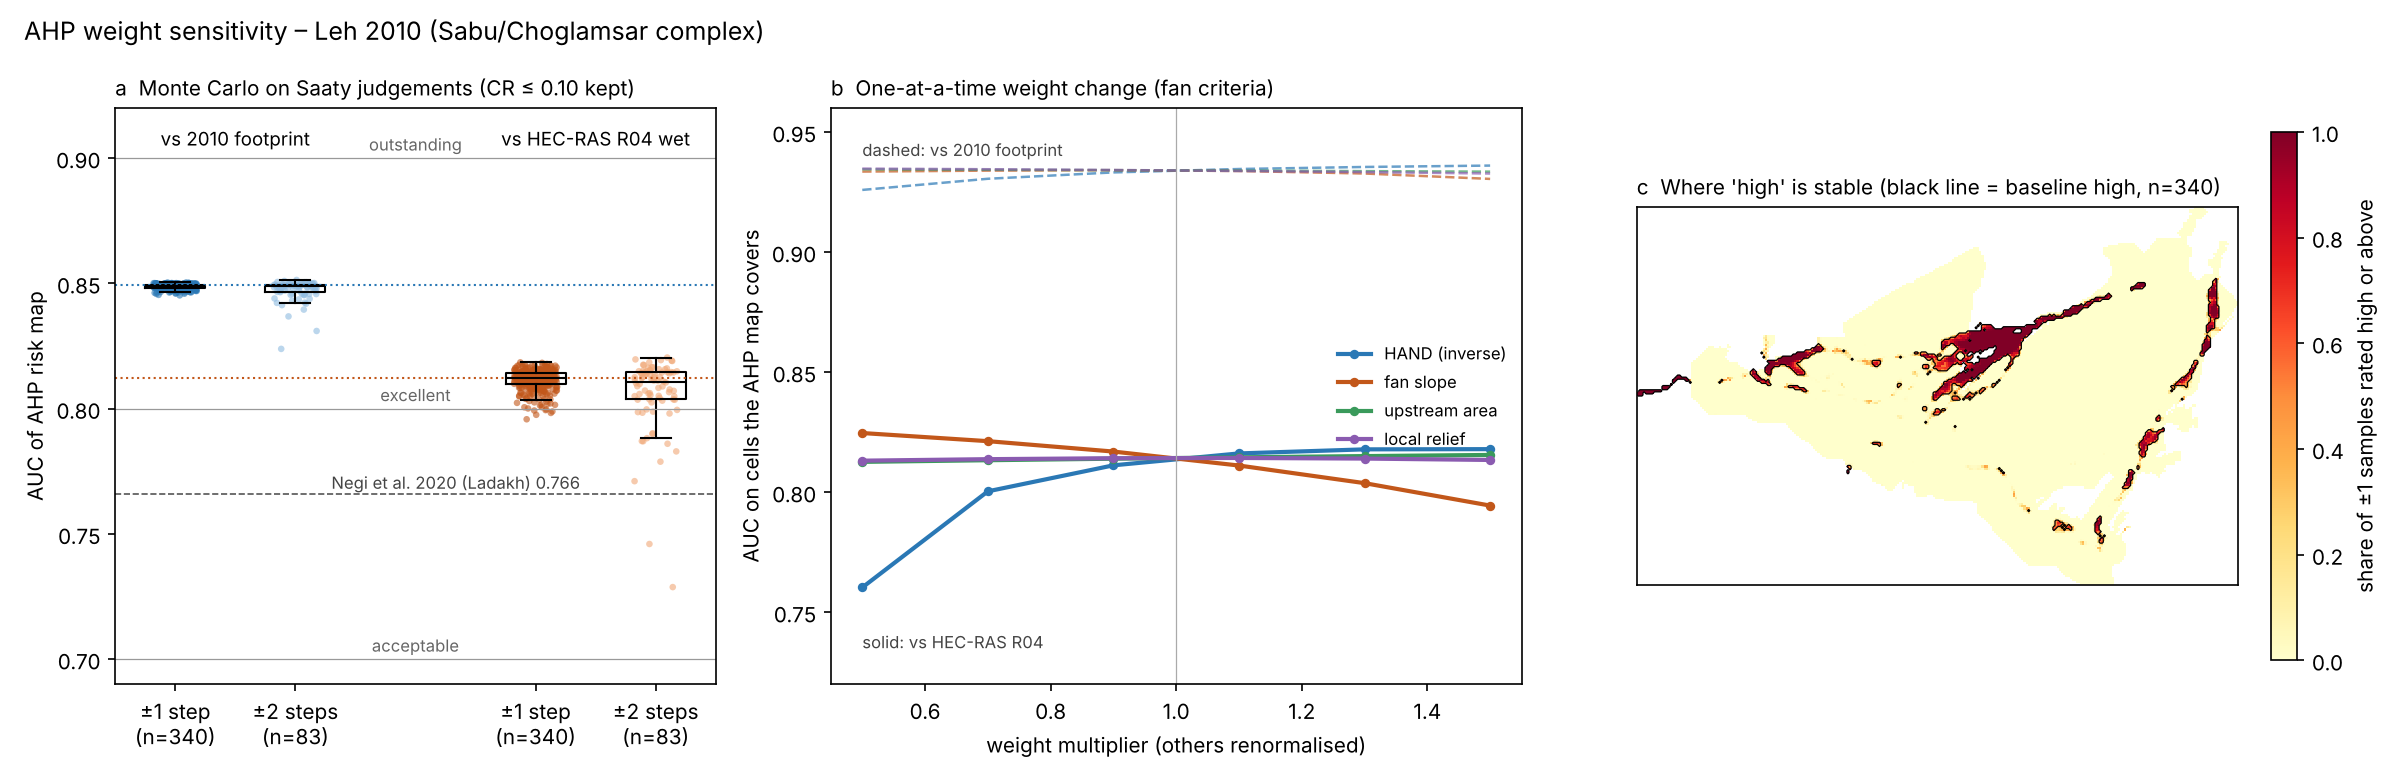 AHP weight sensitivity – Leh 2010 (Sabu/Choglamsar complex)
a  Monte Carlo on Saaty judgements (CR ≤ 0.10 kept)
vs 2010 footprint
outstanding
vs HEC-RAS R04 wet
excellent
Negi et al. 2020 (Ladakh) 0.766
acceptable
AUC of AHP risk map
0.90
0.85
0.80
0.75
0.70
±1 step
(n=340)
±2 steps
(n=83)
±1 step
(n=340)
±2 steps
(n=83)
b  One-at-a-time weight change (fan criteria)
dashed: vs 2010 footprint
HAND (inverse)
fan slope
upstream area
local relief
solid: vs HEC-RAS R04
AUC on cells the AHP map covers
0.95
0.90
0.85
0.80
0.75
0.6
0.8
1.0
1.2
1.4
weight multiplier (others renormalised)
c  Where 'high' is stable (black line = baseline high, n=340)
1.0
0.8
0.6
0.4
0.2
0.0
share of ±1 samples rated high or above